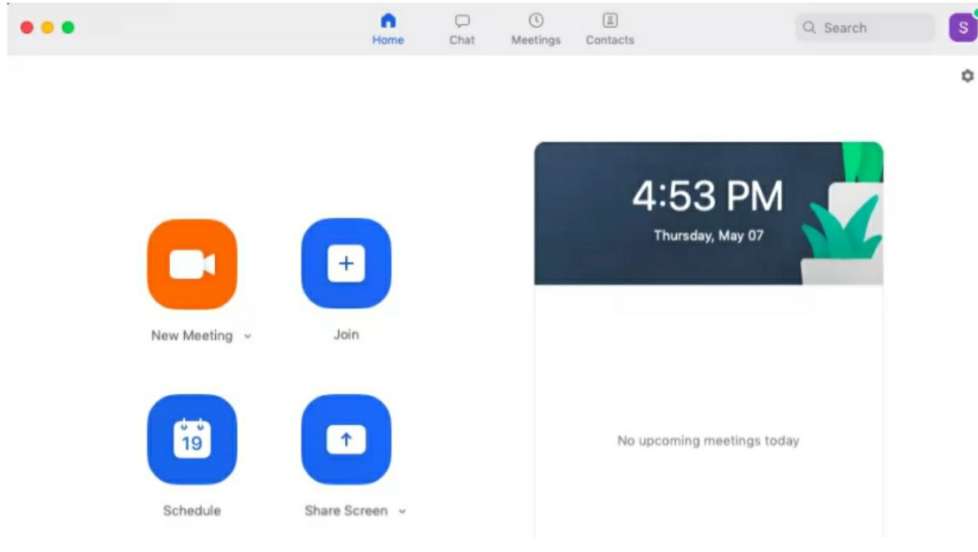 Home Chat Meetings Contacts Search S
4:53 PM
Thursday, May 07
New Meeting Join
19
Schedule Share Screen
No upcoming meetings today